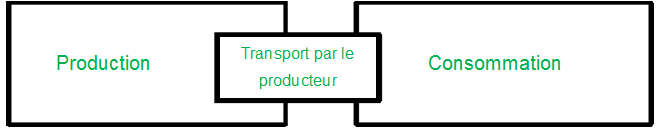 Production
Transport par le
producteur
Consommation